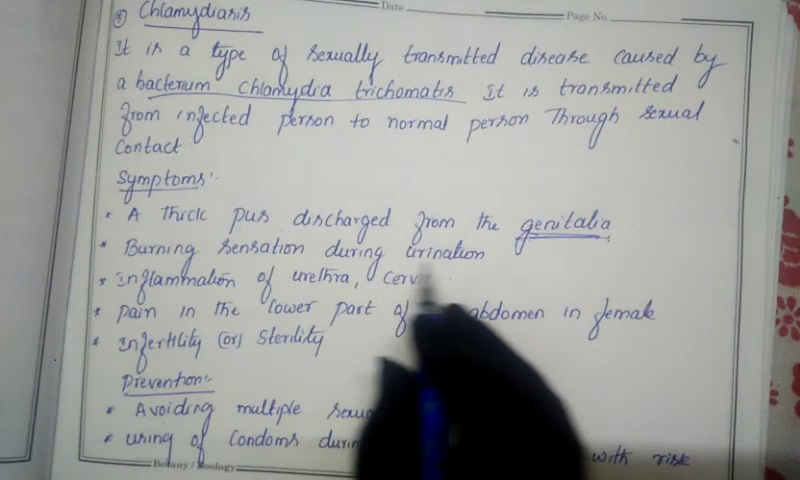 Date
Page No.
③ Chlamydiasis
It is a type of sexually transmitted disease caused by
a bacterium chlamydia trichomatis It is transmitted
from infected person to normal person Through sexual
Contact
Symptoms:-
* A Thick pus discharged from the genitalia
* Burning sensation during urination
* Inflammation of urethra,
* pain in the lower part of abdomen in female
* Infertility (or) Sterility
Prevention:-
* Avoiding multiple
* using of Condoms
with risk
Botany / Zoology